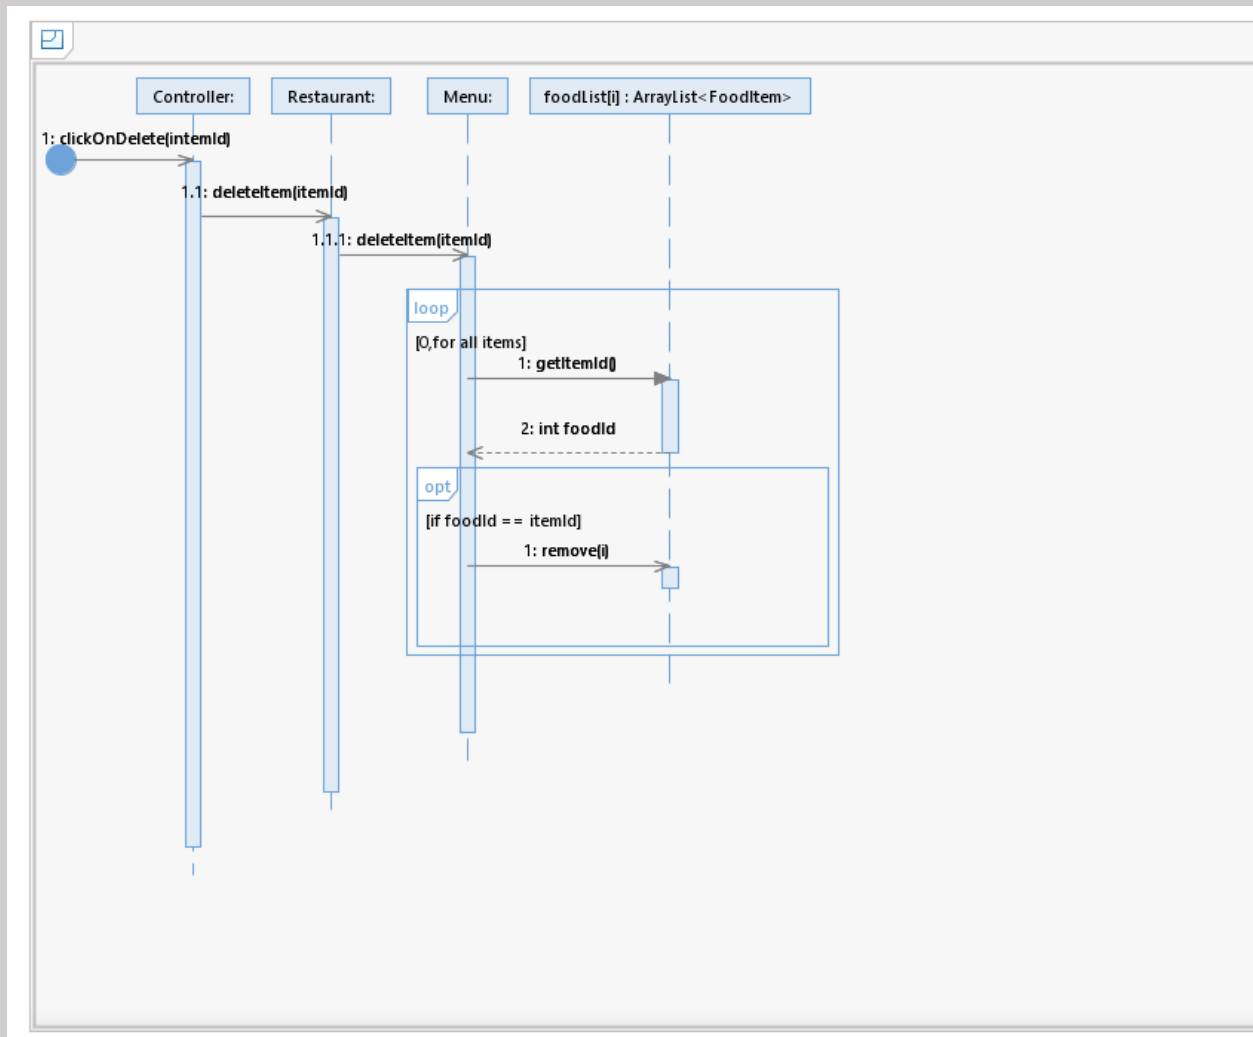 Controller:
Restaurant:
Menu:
foodList[i] : ArrayList<FoodItem>
1: clickOnDelete(intemId)
1.1: deleteItem(itemId)
1.1.1: deleteItem(itemId)
loop
[0,for all items]
1: getItemId()
2: int foodId
opt
[if foodId == itemId]
1: remove(i)